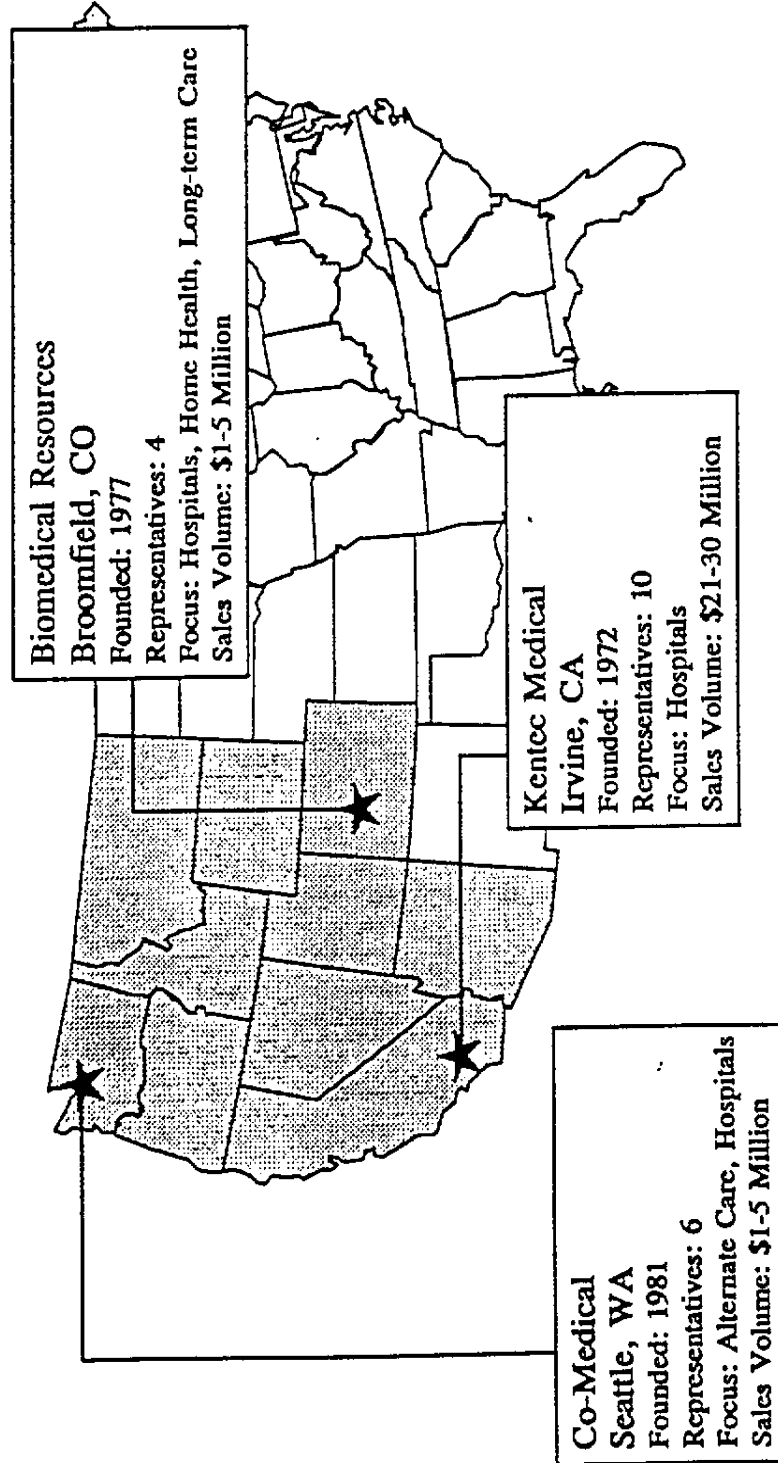 Biomedical Resources
Broomfield, CO
Founded: 1977
Representatives: 4
Focus: Hospitals, Home Health, Long-term Care
Sales Volume: $1-5 Million
Kentec Medical
Irvine, CA
Founded: 1972
Representatives: 10
Focus: Hospitals
Sales Volume: $21-30 Million
Co-Medical
Seattle, WA
Founded: 1981
Representatives: 6
Focus: Alternate Care, Hospitals
Sales Volume: $1-5 Million